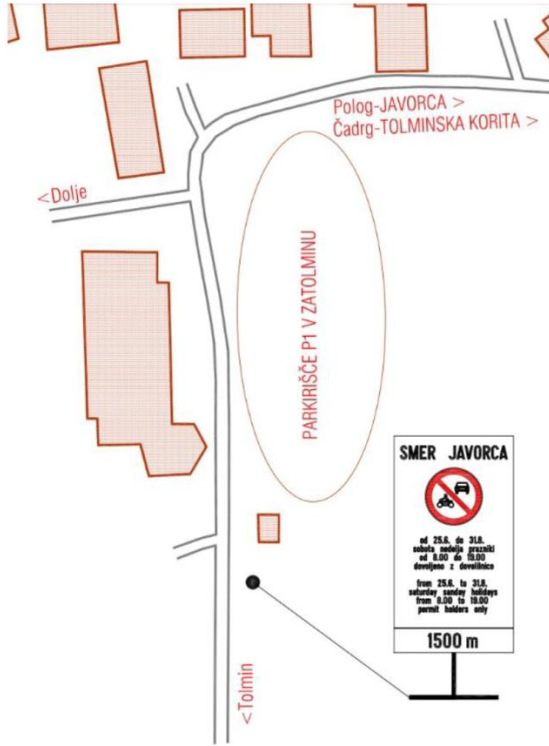 Polog-JAVORCA >
Čadrg-TOLMINSKA KORITA >
<Dolje
PARKIRIŠČE P1 V ZATOLMINU
SMER JAVORCA
od 25.6. do 31.8.
sobota nedelja prazniki
od 8.00 do 19.00
dovoljeno z dovolilnico
from 25.6. to 31.8.
saturday sunday holidays
from 8.00 to 19.00
permit holders only
1500 m
<Tolmin